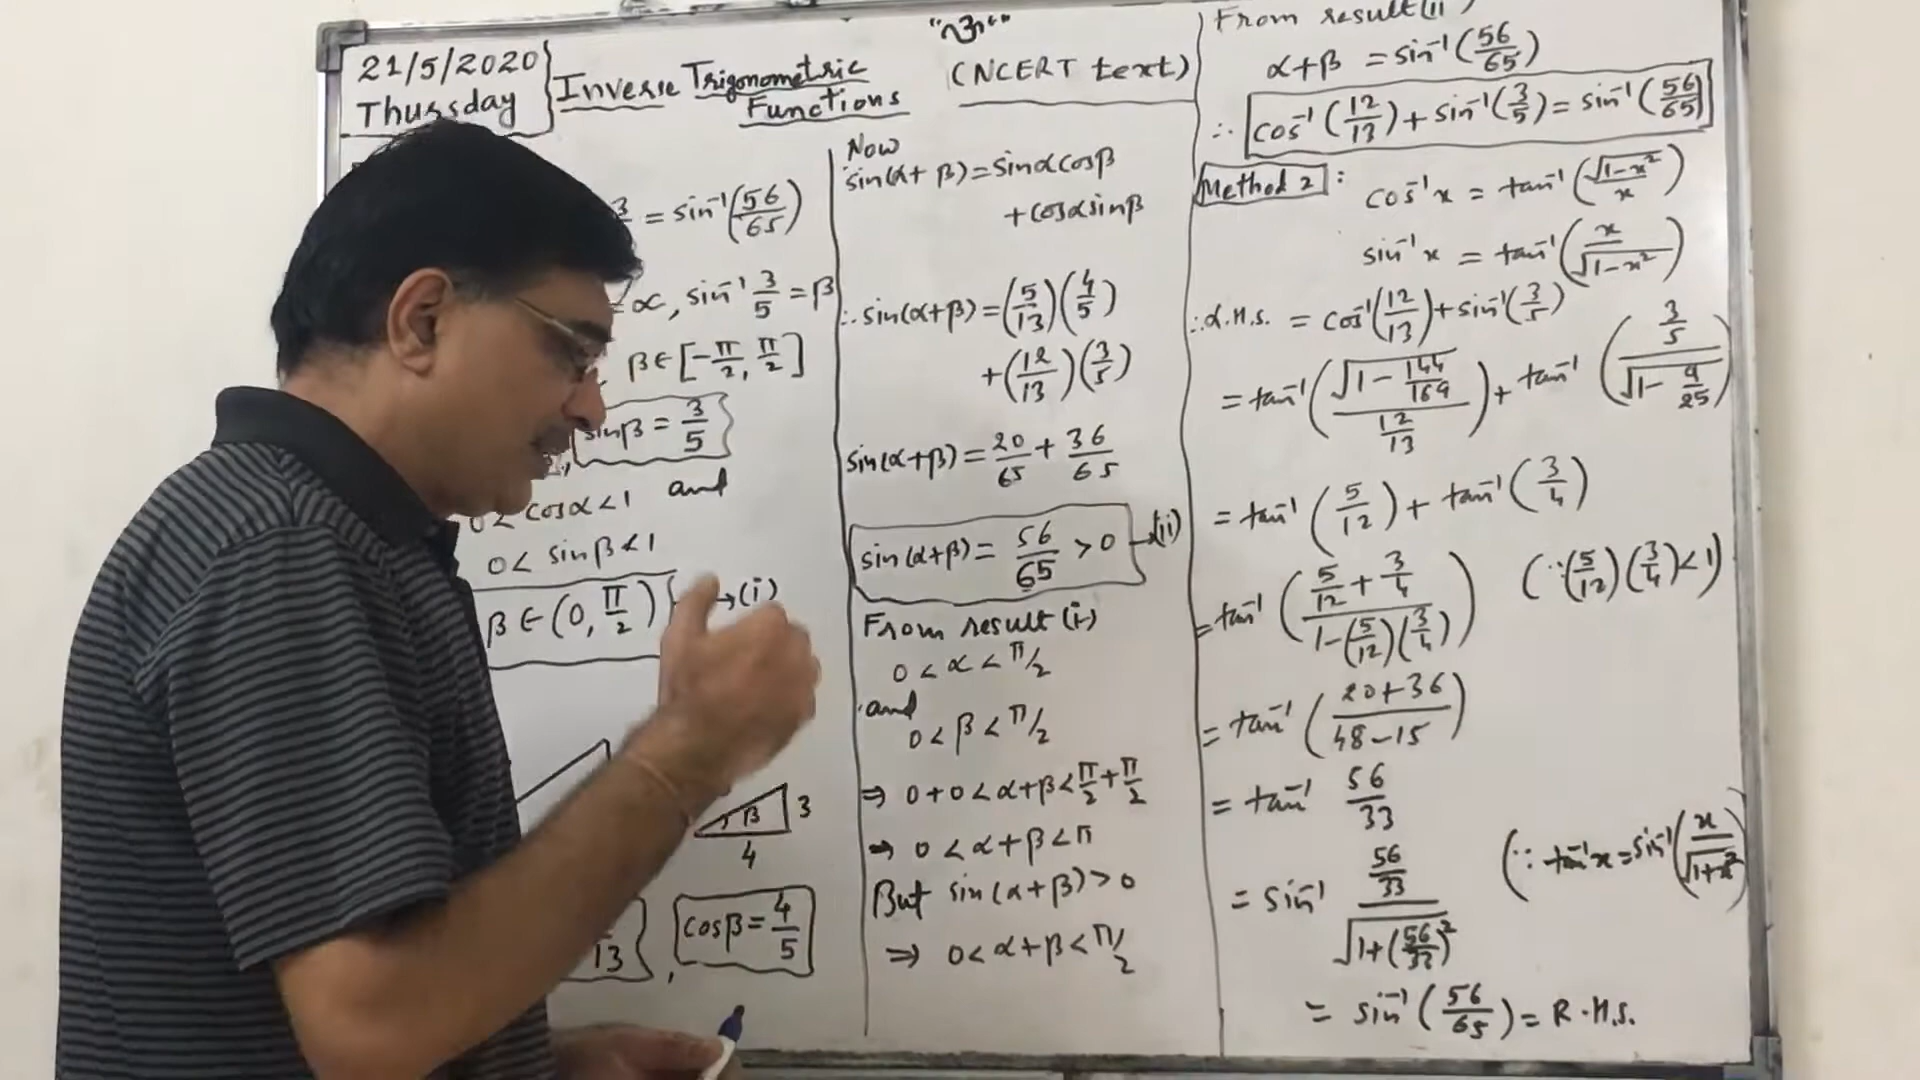 "ૐ"
21/5/2020
Thursday
Inverse Trigonometric
Functions
(NCERT text)
3/ = sin⁻¹(56/65)
= α, sin⁻¹ 3/5 = β
β ∈ [-π/2, π/2]
, sinβ = 3/5
0 < cosα < 1 and
0 < sinβ < 1
β ∈ (0, π/2) → (i)
β 3
4
13 , cosβ = 4/5
Now
sin(α+β) = sinα cosβ
+ cosα sinβ
∴ sin(α+β) = (5/13)(4/5)
+ (12/13)(3/5)
sin(α+β) = 20/65 + 36/65
sin(α+β) = 56/65 > 0 → (ii)
From result (i)
0 < α < π/2
and
0 < β < π/2
⇒ 0+0 < α+β < π/2 + π/2
⇒ 0 < α+β < π
But sin(α+β) > 0
⇒ 0 < α+β < π/2
From result (ii)
α+β = sin⁻¹(56/65)
∴ cos⁻¹(12/13) + sin⁻¹(3/5) = sin⁻¹(56/65)
Method 2 : cos⁻¹x = tan⁻¹(√(1-x²)/x)
sin⁻¹x = tan⁻¹(x/√(1-x²))
∴ L.H.S. = cos⁻¹(12/13) + sin⁻¹(3/5)
= tan⁻¹(√(1-144/169)/(12/13)) + tan⁻¹((3/5)/√(1-9/25))
= tan⁻¹(5/12) + tan⁻¹(3/4)
= tan⁻¹((5/12 + 3/4)/(1-(5/12)(3/4))) (∵ (5/12)(3/4) < 1)
= tan⁻¹((20+36)/(48-15))
= tan⁻¹ 56/33
= sin⁻¹ (56/33)/√(1+(56/33)²) (∵ tan⁻¹x = sin⁻¹(x/√(1+x²)))
= sin⁻¹(56/65) = R.H.S.